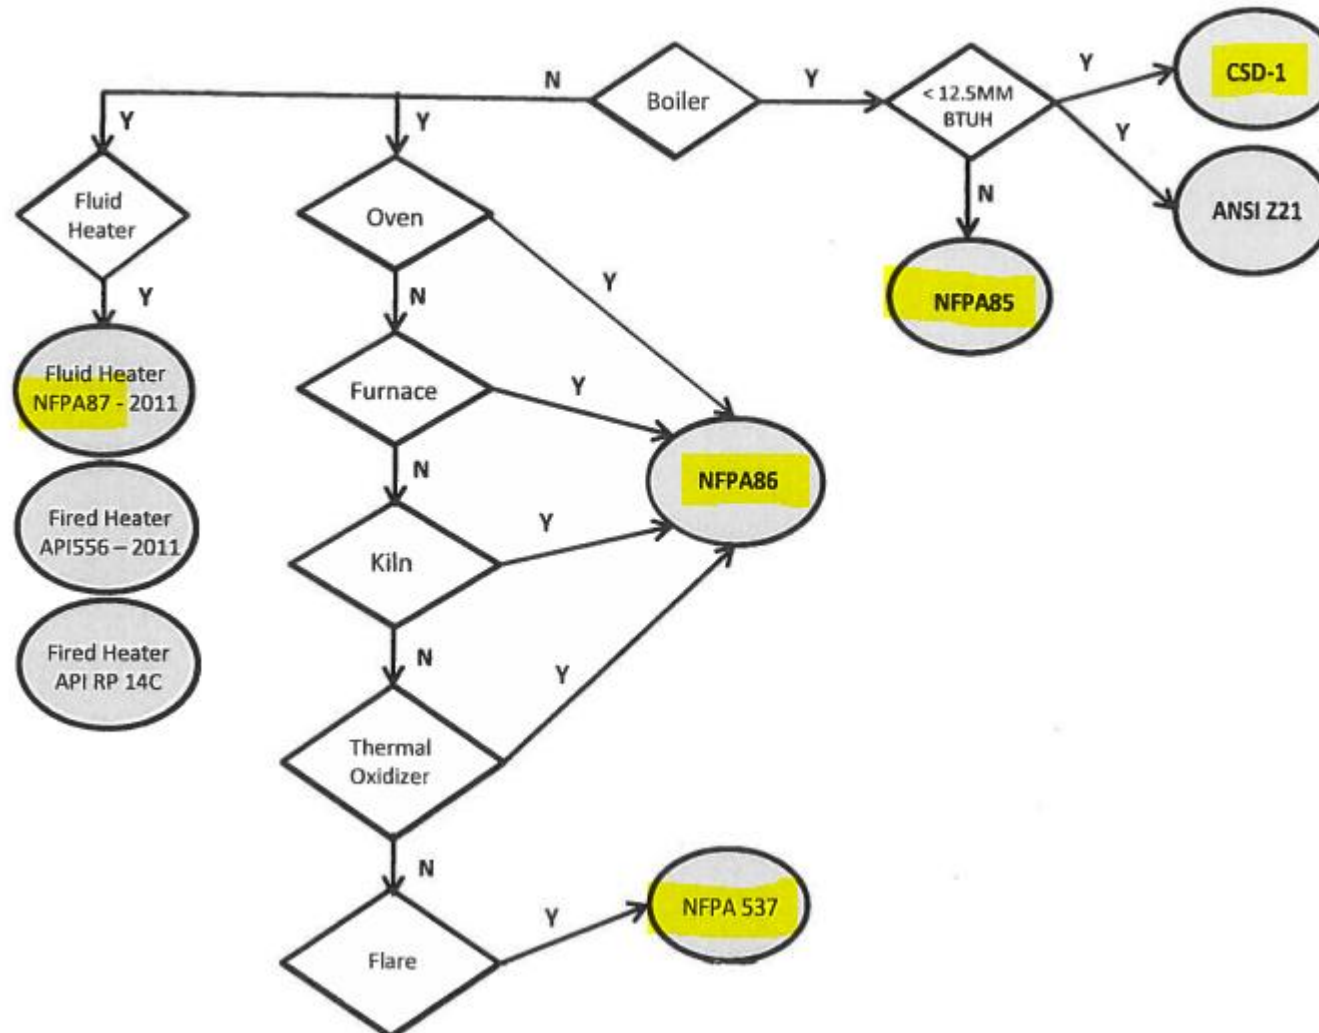 N
Boiler
Y
< 12.5MM
BTUH
Y
CSD-1
Y
ANSI Z21
N
NFPA85
Y
Fluid
Heater
Y
Fluid Heater
NFPA87 - 2011
Fired Heater
API556 – 2011
Fired Heater
API RP 14C
Y
Oven
Y
N
Furnace
Y
N
Kiln
Y
NFPA86
N
Thermal
Oxidizer
Y
N
Flare
Y
NFPA 537